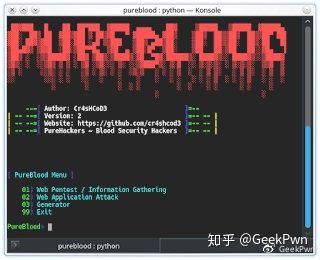 pureblood : python — Konsole
PUREBLOOD
--={ Author: Cr4sHCoD3 }=--
| -- --={ Version: 2 }=-- -- |
| -- --={ Website: https://github.com/cr4shcod3 }=-- -- |
| -- --={ PureHackers ~ Blood Security Hackers }=-- -- |
[ PureBlood Menu ]
01) Web Pentest / Information Gathering
02) Web Application Attack
03) Generator
99) Exit
PureBlood>
pureblood : python
知乎 @GeekPwn
@GeekPwn